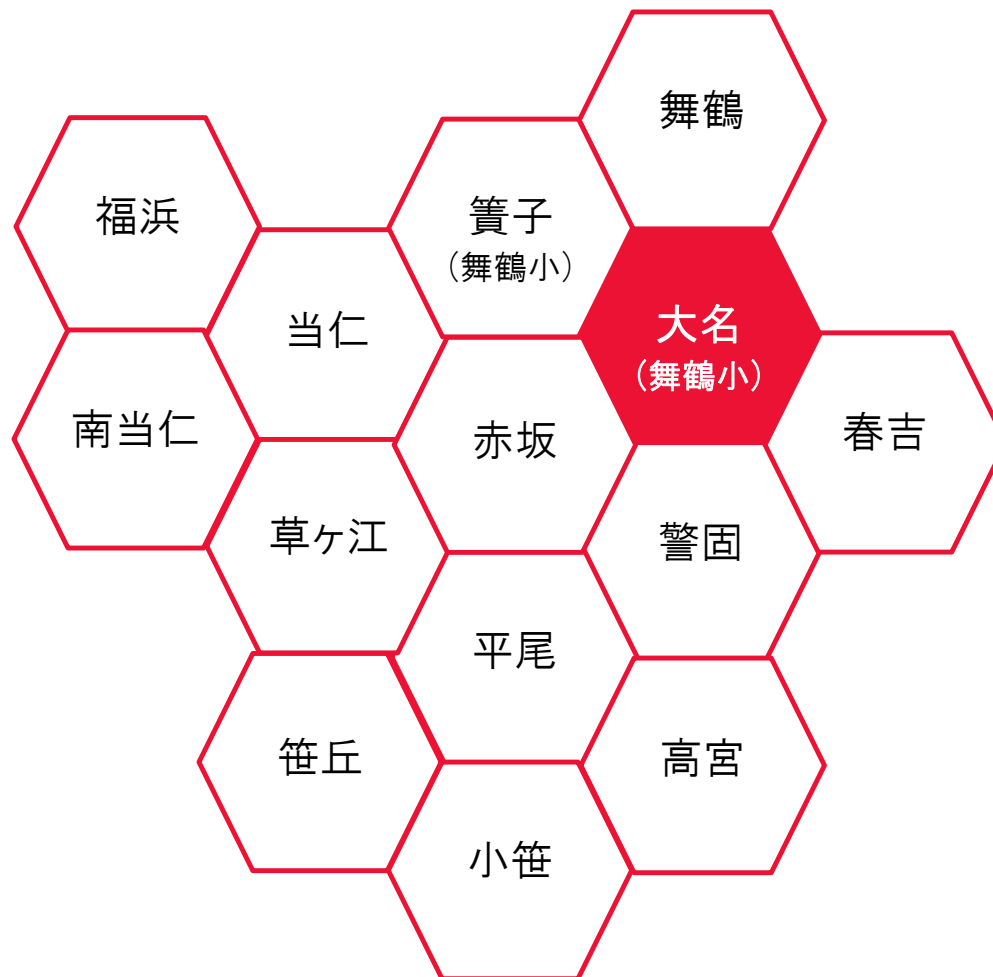 舞鶴
福浜
簀子
（舞鶴小）
当仁
大名
（舞鶴小）
南当仁
赤坂
春吉
草ヶ江
警固
平尾
笹丘
高宮
小笹